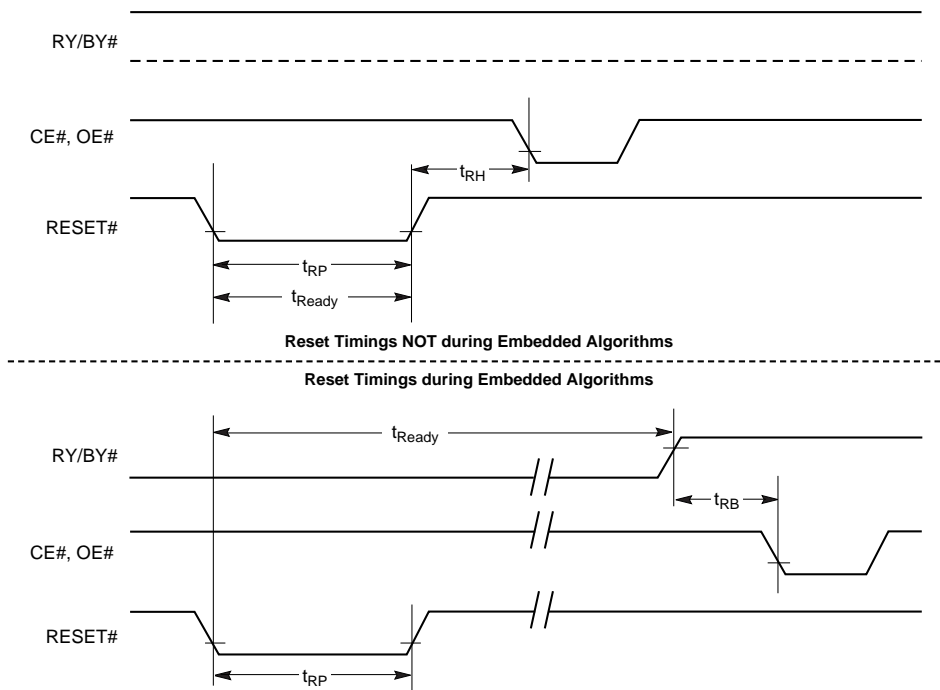 RY/BY#
CE#, OE#
tRH
RESET#
tRP
tReady
Reset Timings NOT during Embedded Algorithms
Reset Timings during Embedded Algorithms
tReady
RY/BY#
tRB
CE#, OE#
RESET#
tRP